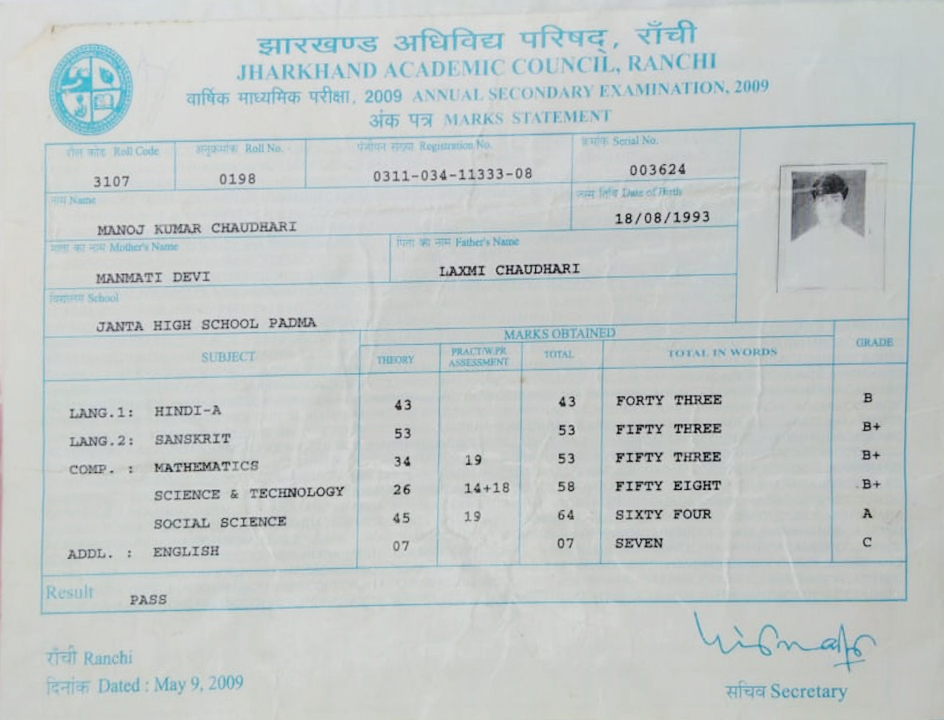 झारखण्ड अधिविद्य परिषद्, राँची
JHARKHAND ACADEMIC COUNCIL, RANCHI
वार्षिक माध्यमिक परीक्षा, 2009 ANNUAL SECONDARY EXAMINATION, 2009
अंक पत्र MARKS STATEMENT
रौल कोड Roll Code अनुक्रमांक Roll No. पंजीयन संख्या Registration No. क्रमांक Serial No.
3107 0198 0311-034-11333-08 003624
नाम Name जन्म तिथि Date of Birth
MANOJ KUMAR CHAUDHARI 18/08/1993
माता का नाम Mother's Name पिता का नाम Father's Name
MANMATI DEVI LAXMI CHAUDHARI
विद्यालय School
JANTA HIGH SCHOOL PADMA
SUBJECT MARKS OBTAINED GRADE
THEORY PRACT/W.PR ASSESSMENT TOTAL TOTAL IN WORDS
LANG.1: HINDI-A 43 43 FORTY THREE B
LANG.2: SANSKRIT 53 53 FIFTY THREE B+
COMP. : MATHEMATICS 34 19 53 FIFTY THREE B+
SCIENCE & TECHNOLOGY 26 14+18 58 FIFTY EIGHT B+
SOCIAL SCIENCE 45 19 64 SIXTY FOUR A
ADDL. : ENGLISH 07 07 SEVEN C
Result PASS
राँची Ranchi
दिनांक Dated : May 9, 2009
सचिव Secretary